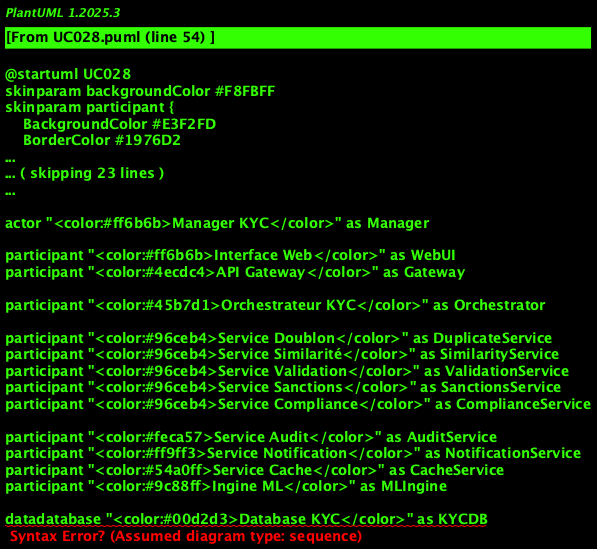 PlantUML 1.2025.3
[From UC028.puml (line 54) ]
@startuml UC028
skinparam backgroundColor #F8FBFF
skinparam participant {
BackgroundColor #E3F2FD
BorderColor #1976D2
...
... ( skipping 23 lines )
...
actor "<color:#ff6b6b>Manager KYC</color>" as Manager
participant "<color:#ff6b6b>Interface Web</color>" as WebUI
participant "<color:#4ecdc4>API Gateway</color>" as Gateway
participant "<color:#45b7d1>Orchestrateur KYC</color>" as Orchestrator
participant "<color:#96ceb4>Service Doublon</color>" as DuplicateService
participant "<color:#96ceb4>Service Similarité</color>" as SimilarityService
participant "<color:#96ceb4>Service Validation</color>" as ValidationService
participant "<color:#96ceb4>Service Sanctions</color>" as SanctionsService
participant "<color:#96ceb4>Service Compliance</color>" as ComplianceService
participant "<color:#feca57>Service Audit</color>" as AuditService
participant "<color:#ff9ff3>Service Notification</color>" as NotificationService
participant "<color:#54a0ff>Service Cache</color>" as CacheService
participant "<color:#9c88ff>Ingine ML</color>" as MLIngine
datadatabase "<color:#00d2d3>Database KYC</color>" as KYCDB
Syntax Error? (Assumed diagram type: sequence)